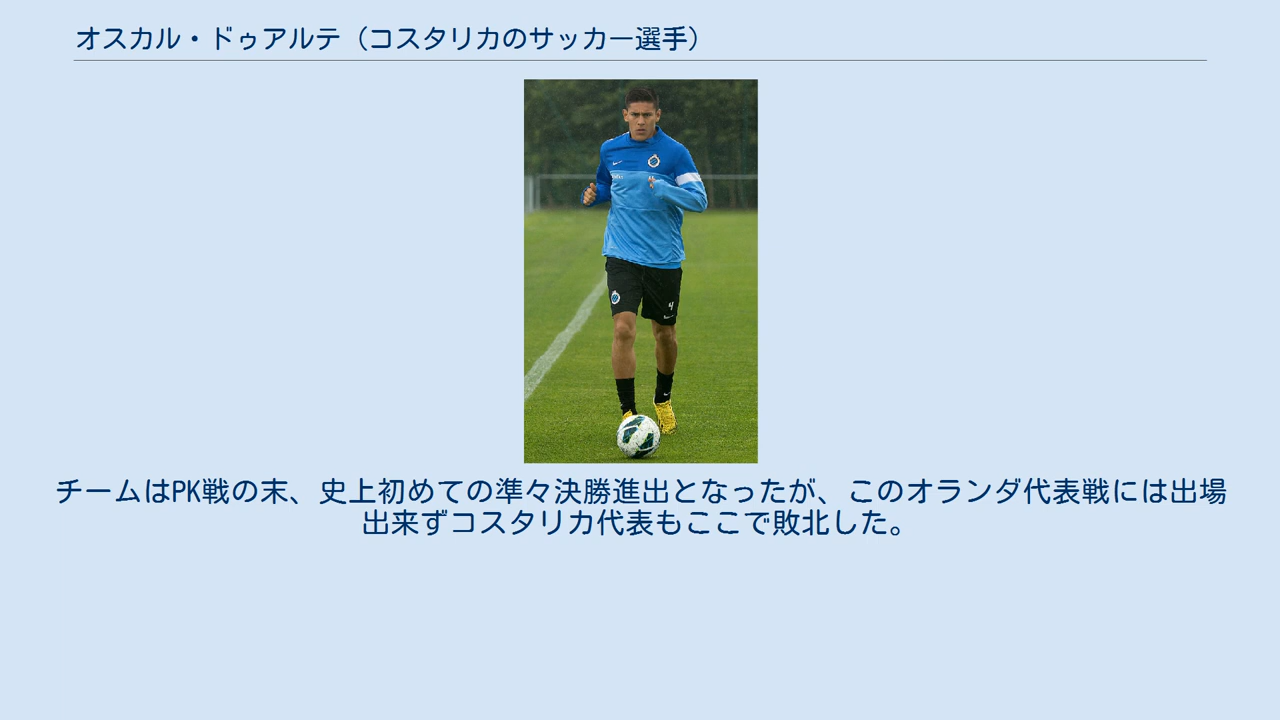 オスカル・ドゥアルテ（コスタリカのサッカー選手）
4
チームはPK戦の末、史上初めての準々決勝進出となったが、このオランダ代表戦には出場
出来ずコスタリカ代表もここで敗北した。